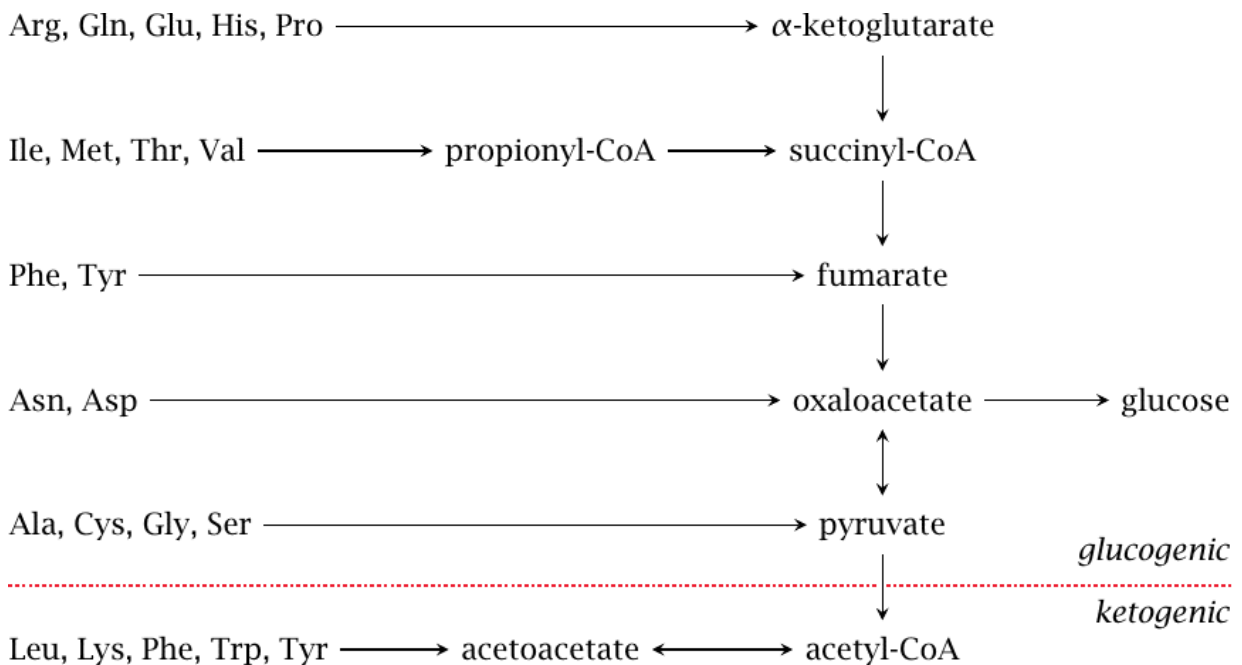 Arg, Gln, Glu, His, Pro α-ketoglutarate
Ile, Met, Thr, Val propionyl-CoA succinyl-CoA
Phe, Tyr fumarate
Asn, Asp oxaloacetate glucose
Ala, Cys, Gly, Ser pyruvate
glucogenic
ketogenic
Leu, Lys, Phe, Trp, Tyr acetoacetate acetyl-CoA